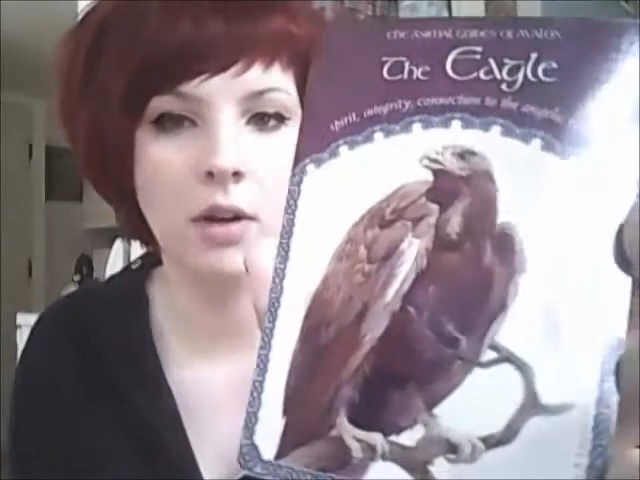 the animal guides of avalon
The Eagle
spirit, integrity, connection to the angelic